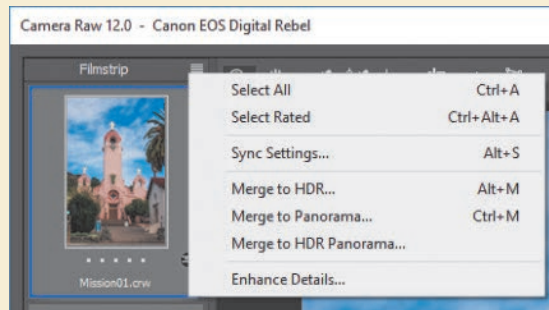 Camera Raw 12.0 - Canon EOS Digital Rebel
Filmstrip
Select All Ctrl+A
Select Rated Ctrl+Alt+A
Sync Settings... Alt+S
Merge to HDR... Alt+M
Merge to Panorama... Ctrl+M
Merge to HDR Panorama...
Enhance Details...
Mission01.crw